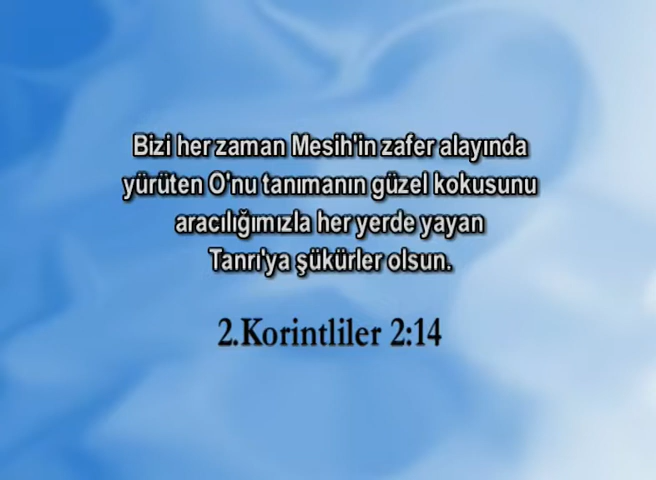 Bizi her zaman Mesih'in zafer alayında
yürüten O'nu tanımanın güzel kokusunu
aracılığımızla her yerde yayan
Tanrı'ya şükürler olsun.
2.Korintliler 2:14